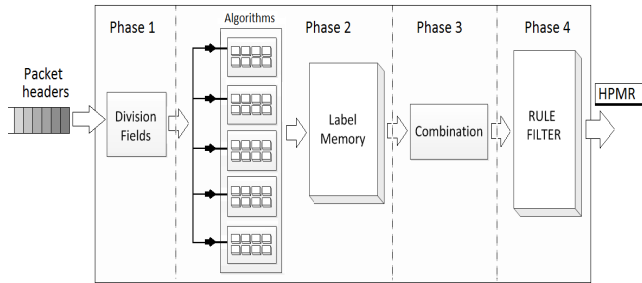 Algorithms
Phase 1
Phase 2
Phase 3
Phase 4
Packet
headers
Division
Fields
Label
Memory
Combination
RULE
FILTER
HPMR